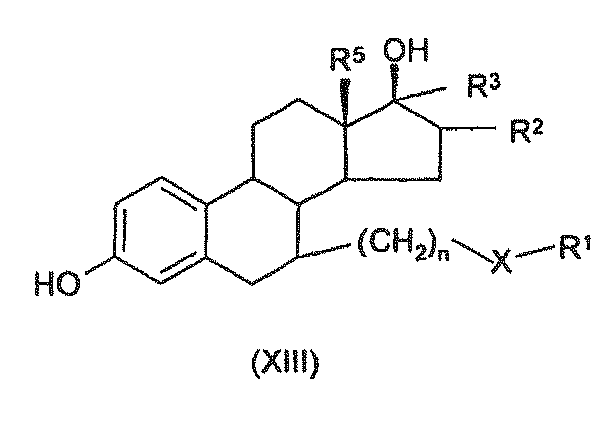 R⁵ OH
R³
R²
(CH₂)ₙ X R¹
HO
(XIII)